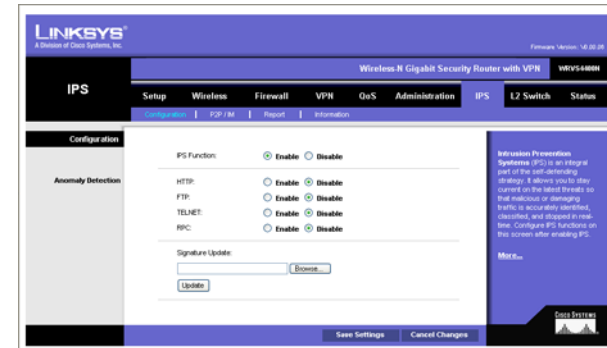 LINKSYS®
A Division of Cisco Systems, Inc.
Firmware Version: V0.00.05
Wireless-N Gigabit Security Router with VPN WRVS4400N
IPS
Setup Wireless Firewall VPN QoS Administration IPS L2 Switch Status
Configuration | P2P / IM | Report | Information
Configuration
IPS Function: Enable Disable
Anomaly Detection
HTTP: Enable Disable
FTP: Enable Disable
TELNET: Enable Disable
RPC: Enable Disable
Signature Update:
Browse...
Update
Intrusion Prevention
Systems (IPS) is an integral
part of the self-defending
strategy. It allows you to stay
current on the latest threats so
that malicious or damaging
traffic is accurately identified,
classified, and stopped in real-
time. Configure IPS functions on
this screen after enabling IPS.
More...
Save Settings Cancel Changes
CISCO SYSTEMS